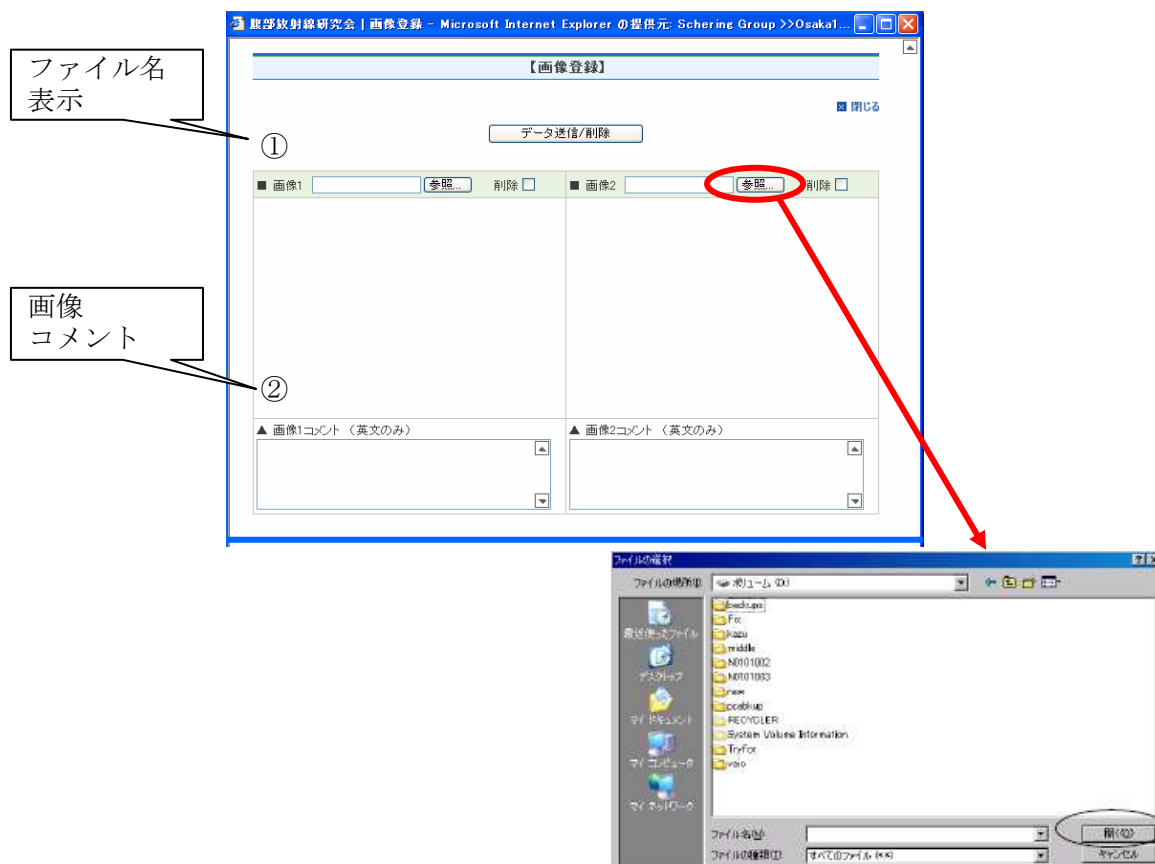 腹部放射線研究会 | 画像登録 - Microsoft Internet Explorer の提供元: Schering Group >>Osaka1...
ファイル名
表示
【画像登録】
閉じる
データ送信/削除
①
■ 画像1 参照... 削除
■ 画像2 参照... 削除
画像
コメント
②
▲ 画像1コメント （英文のみ）
▲ 画像2コメント （英文のみ）
ファイルの選択
ファイルの場所(I): ボリューム (D:)
最近使ったファイル
デスクトップ
マイ ドキュメント
マイ コンピュータ
マイ ネットワーク
backups
Fix
kazu
middle
N0101002
N0101003
new
pcabkup
RECYCLER
System Volume Information
TryFor
vaio
ファイル名(N):
開く(O)
ファイルの種類(T): すべてのファイル (*.*)
キャンセル